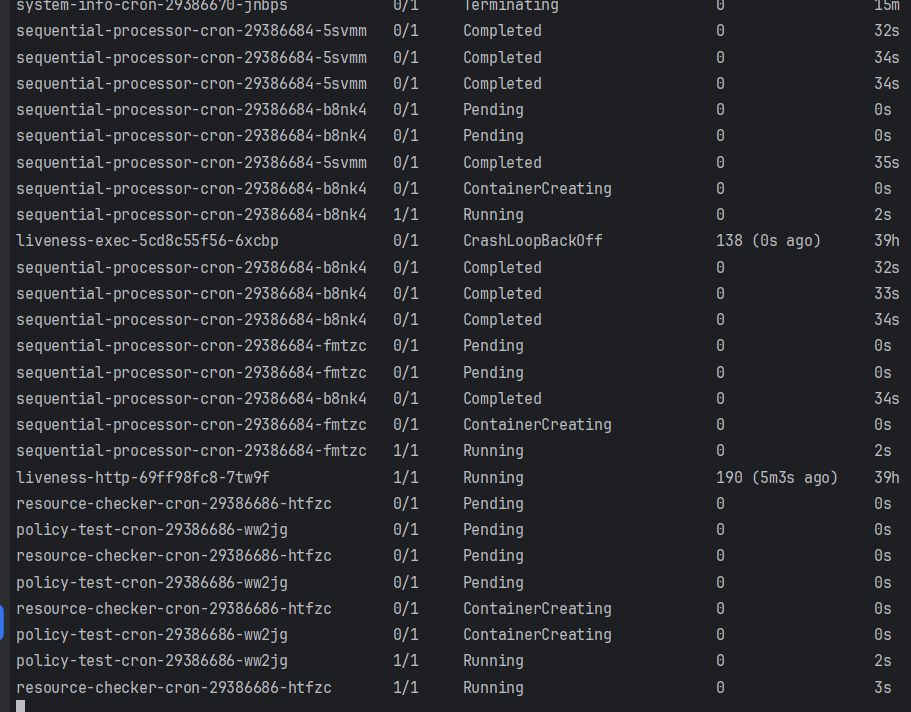 system-info-cron-29386670-jnbps 0/1 Terminating 0 15m
sequential-processor-cron-29386684-5svmm 0/1 Completed 0 32s
sequential-processor-cron-29386684-5svmm 0/1 Completed 0 34s
sequential-processor-cron-29386684-5svmm 0/1 Completed 0 34s
sequential-processor-cron-29386684-b8nk4 0/1 Pending 0 0s
sequential-processor-cron-29386684-b8nk4 0/1 Pending 0 0s
sequential-processor-cron-29386684-5svmm 0/1 Completed 0 35s
sequential-processor-cron-29386684-b8nk4 0/1 ContainerCreating 0 0s
sequential-processor-cron-29386684-b8nk4 1/1 Running 0 2s
liveness-exec-5cd8c55f56-6xcbp 0/1 CrashLoopBackOff 138 (0s ago) 39h
sequential-processor-cron-29386684-b8nk4 0/1 Completed 0 32s
sequential-processor-cron-29386684-b8nk4 0/1 Completed 0 33s
sequential-processor-cron-29386684-b8nk4 0/1 Completed 0 34s
sequential-processor-cron-29386684-fmtzc 0/1 Pending 0 0s
sequential-processor-cron-29386684-fmtzc 0/1 Pending 0 0s
sequential-processor-cron-29386684-b8nk4 0/1 Completed 0 34s
sequential-processor-cron-29386684-fmtzc 0/1 ContainerCreating 0 0s
sequential-processor-cron-29386684-fmtzc 1/1 Running 0 2s
liveness-http-69ff98fc8-7tw9f 1/1 Running 190 (5m3s ago) 39h
resource-checker-cron-29386686-htfzc 0/1 Pending 0 0s
policy-test-cron-29386686-ww2jg 0/1 Pending 0 0s
resource-checker-cron-29386686-htfzc 0/1 Pending 0 0s
policy-test-cron-29386686-ww2jg 0/1 Pending 0 0s
resource-checker-cron-29386686-htfzc 0/1 ContainerCreating 0 0s
policy-test-cron-29386686-ww2jg 0/1 ContainerCreating 0 0s
policy-test-cron-29386686-ww2jg 1/1 Running 0 2s
resource-checker-cron-29386686-htfzc 1/1 Running 0 3s